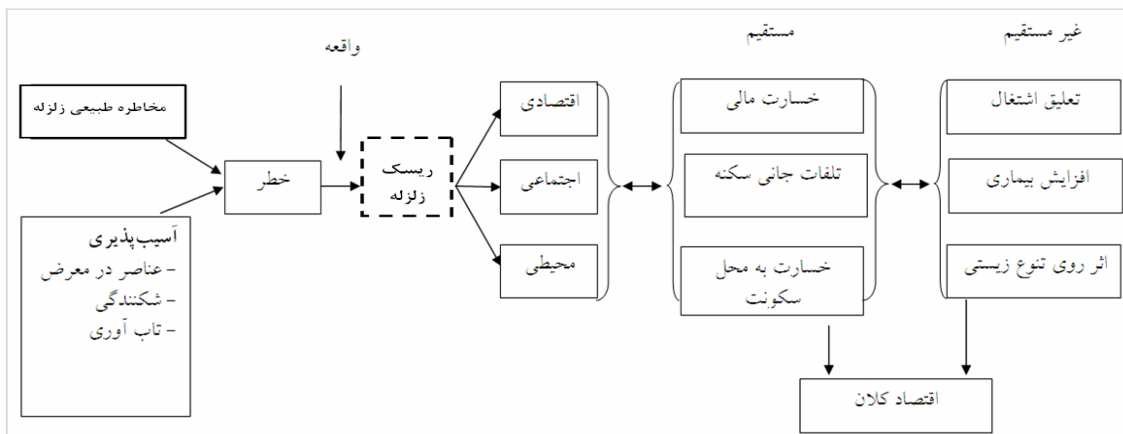 واقعه
مستقیم
غیر مستقیم
مخاطره طبیعی زلزله
آسیب‌پذیری
- عناصر در معرض
- شکنندگی
- تاب آوری
خطر
ریسک
زلزله
اقتصادی
اجتماعی
محیطی
خسارت مالی
تلفات جانی سکنه
خسارت به محل
سکونت
تعلیق اشتغال
افزایش بیماری
اثر روی تنوع زیستی
اقتصاد کلان